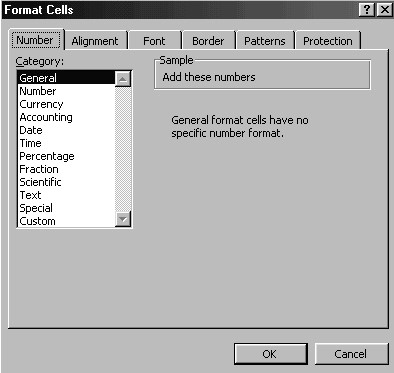 Format Cells
Number Alignment Font Border Patterns Protection
Category:
General
Number
Currency
Accounting
Date
Time
Percentage
Fraction
Scientific
Text
Special
Custom
Sample
Add these numbers
General format cells have no
specific number format.
OK Cancel